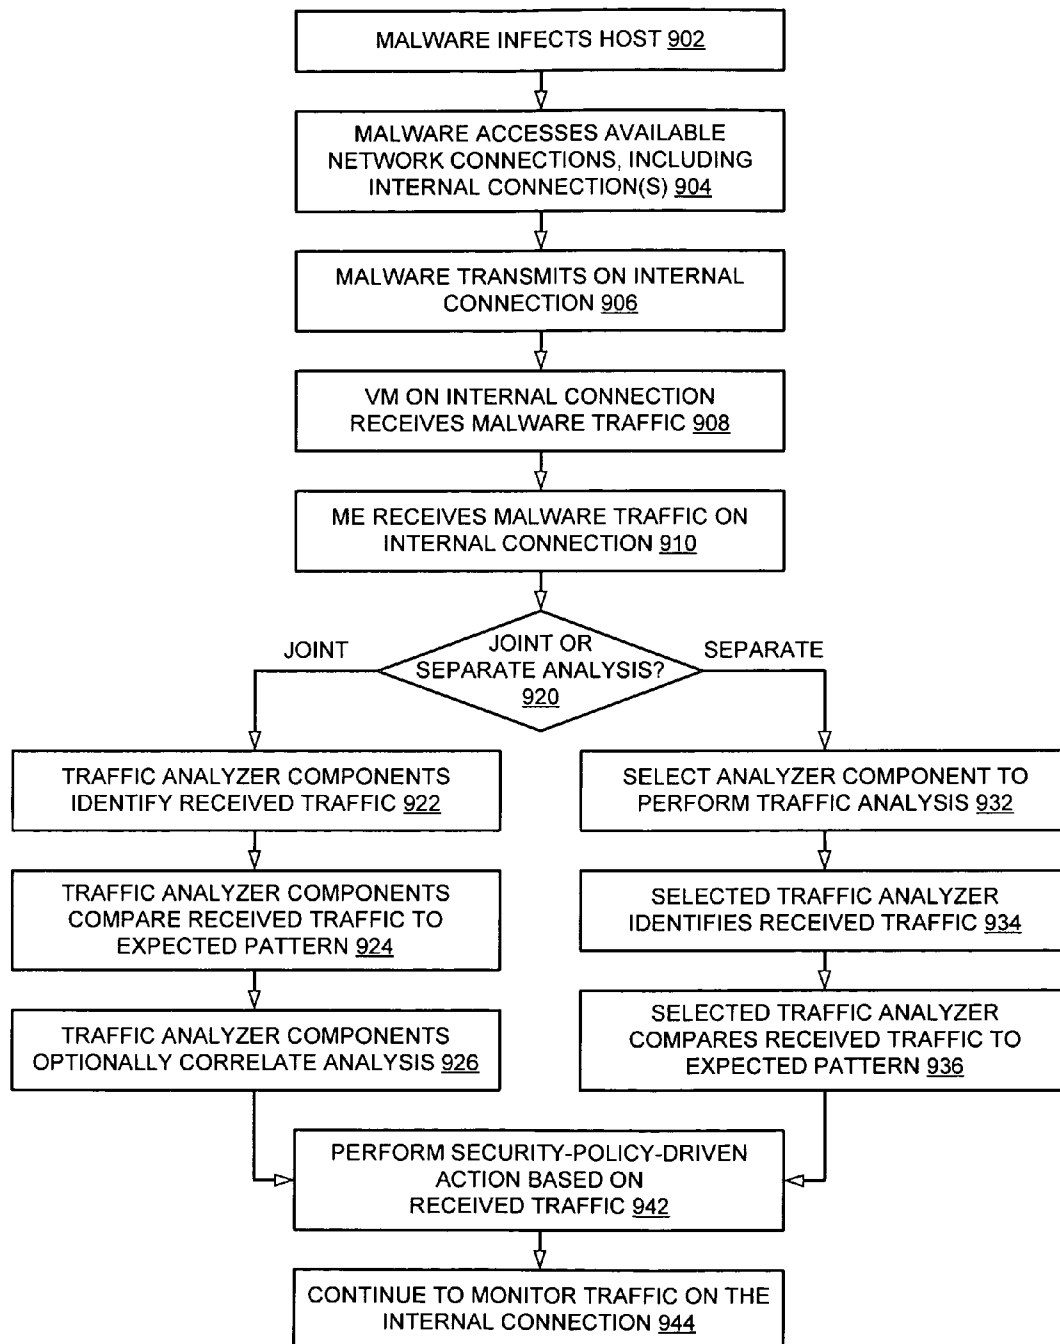 MALWARE INFECTS HOST 902
MALWARE ACCESSES AVAILABLE
NETWORK CONNECTIONS, INCLUDING
INTERNAL CONNECTION(S) 904
MALWARE TRANSMITS ON INTERNAL
CONNECTION 906
VM ON INTERNAL CONNECTION
RECEIVES MALWARE TRAFFIC 908
ME RECEIVES MALWARE TRAFFIC ON
INTERNAL CONNECTION 910
JOINT OR
SEPARATE ANALYSIS?
920
JOINT
SEPARATE
TRAFFIC ANALYZER COMPONENTS
IDENTIFY RECEIVED TRAFFIC 922
TRAFFIC ANALYZER COMPONENTS
COMPARE RECEIVED TRAFFIC TO
EXPECTED PATTERN 924
TRAFFIC ANALYZER COMPONENTS
OPTIONALLY CORRELATE ANALYSIS 926
SELECT ANALYZER COMPONENT TO
PERFORM TRAFFIC ANALYSIS 932
SELECTED TRAFFIC ANALYZER
IDENTIFIES RECEIVED TRAFFIC 934
SELECTED TRAFFIC ANALYZER
COMPARES RECEIVED TRAFFIC TO
EXPECTED PATTERN 936
PERFORM SECURITY-POLICY-DRIVEN
ACTION BASED ON
RECEIVED TRAFFIC 942
CONTINUE TO MONITOR TRAFFIC ON THE
INTERNAL CONNECTION 944